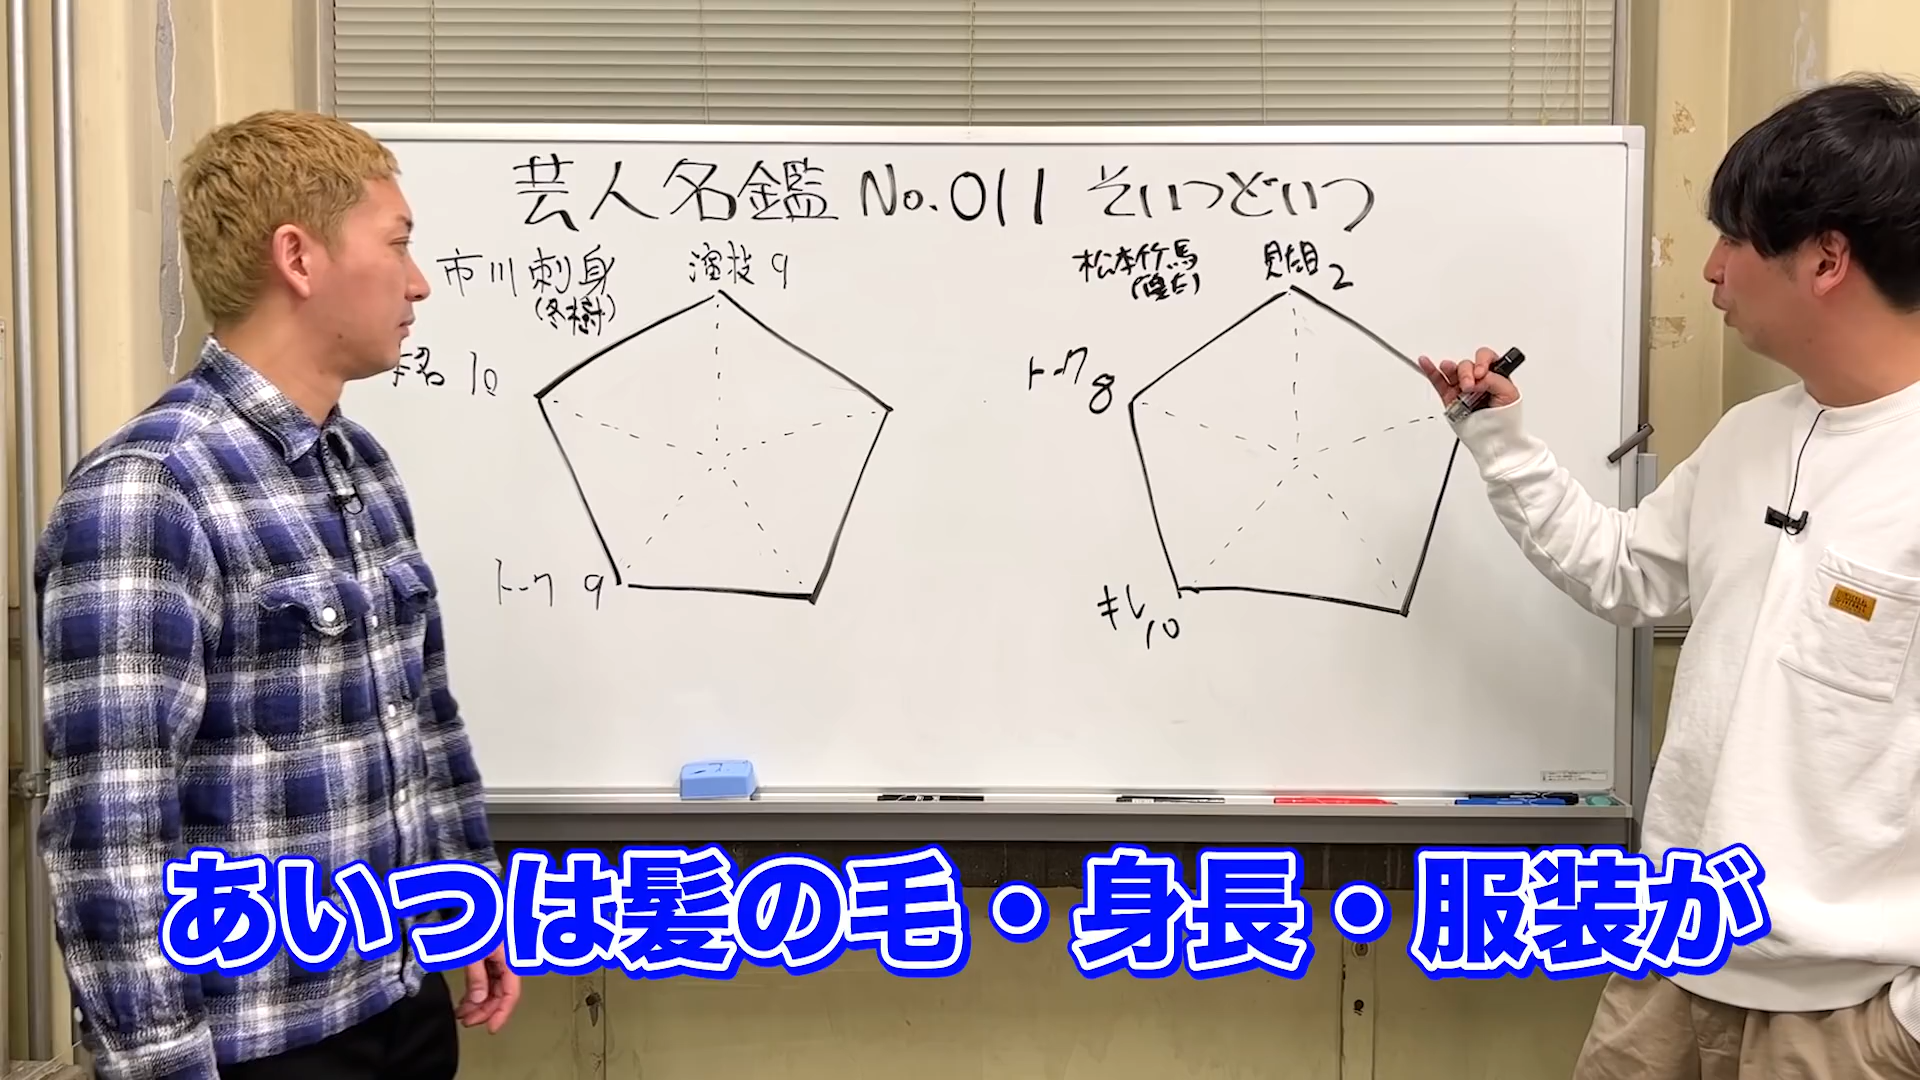 芸人名鑑 No.011 そいつどいつ
市川刺身
(冬樹)
演技 9
10
トーク 9
松本竹馬
見た目 2
トーク 8
キレ 10
あいつは髪の毛・身長・服装が